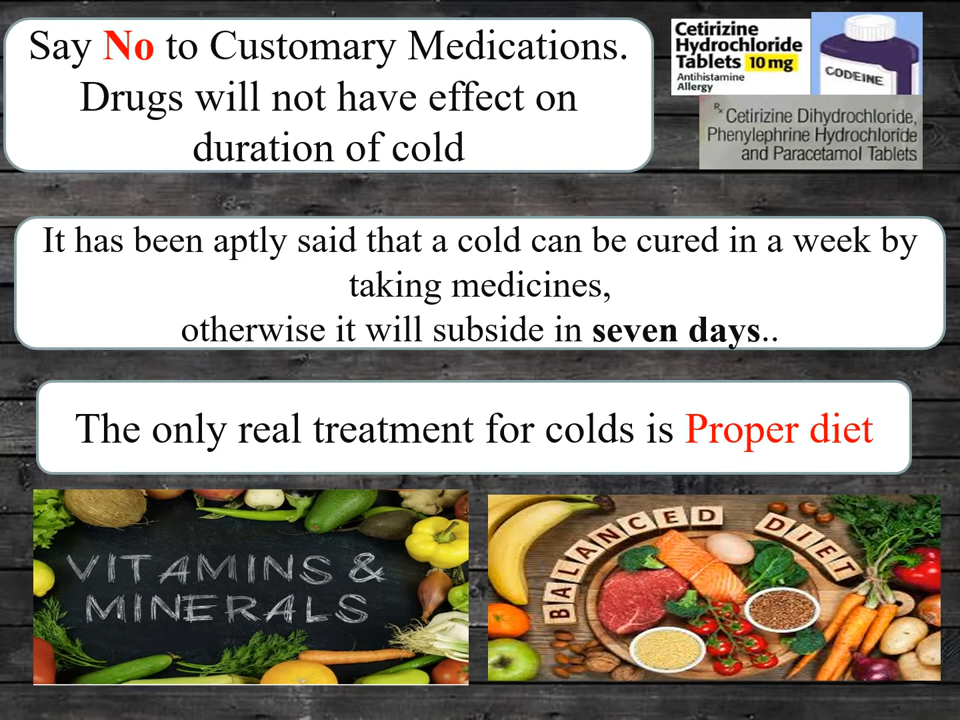 Say No to Customary Medications.
Drugs will not have effect on
duration of cold
Cetirizine
Hydrochloride
Tablets 10 mg
Antihistamine
Allergy
CODEINE
Rx Cetirizine Dihydrochloride,
Phenylephrine Hydrochloride
and Paracetamol Tablets
It has been aptly said that a cold can be cured in a week by
taking medicines,
otherwise it will subside in seven days..
The only real treatment for colds is Proper diet
VITAMINS &
MINERALS
BALANCED DIET